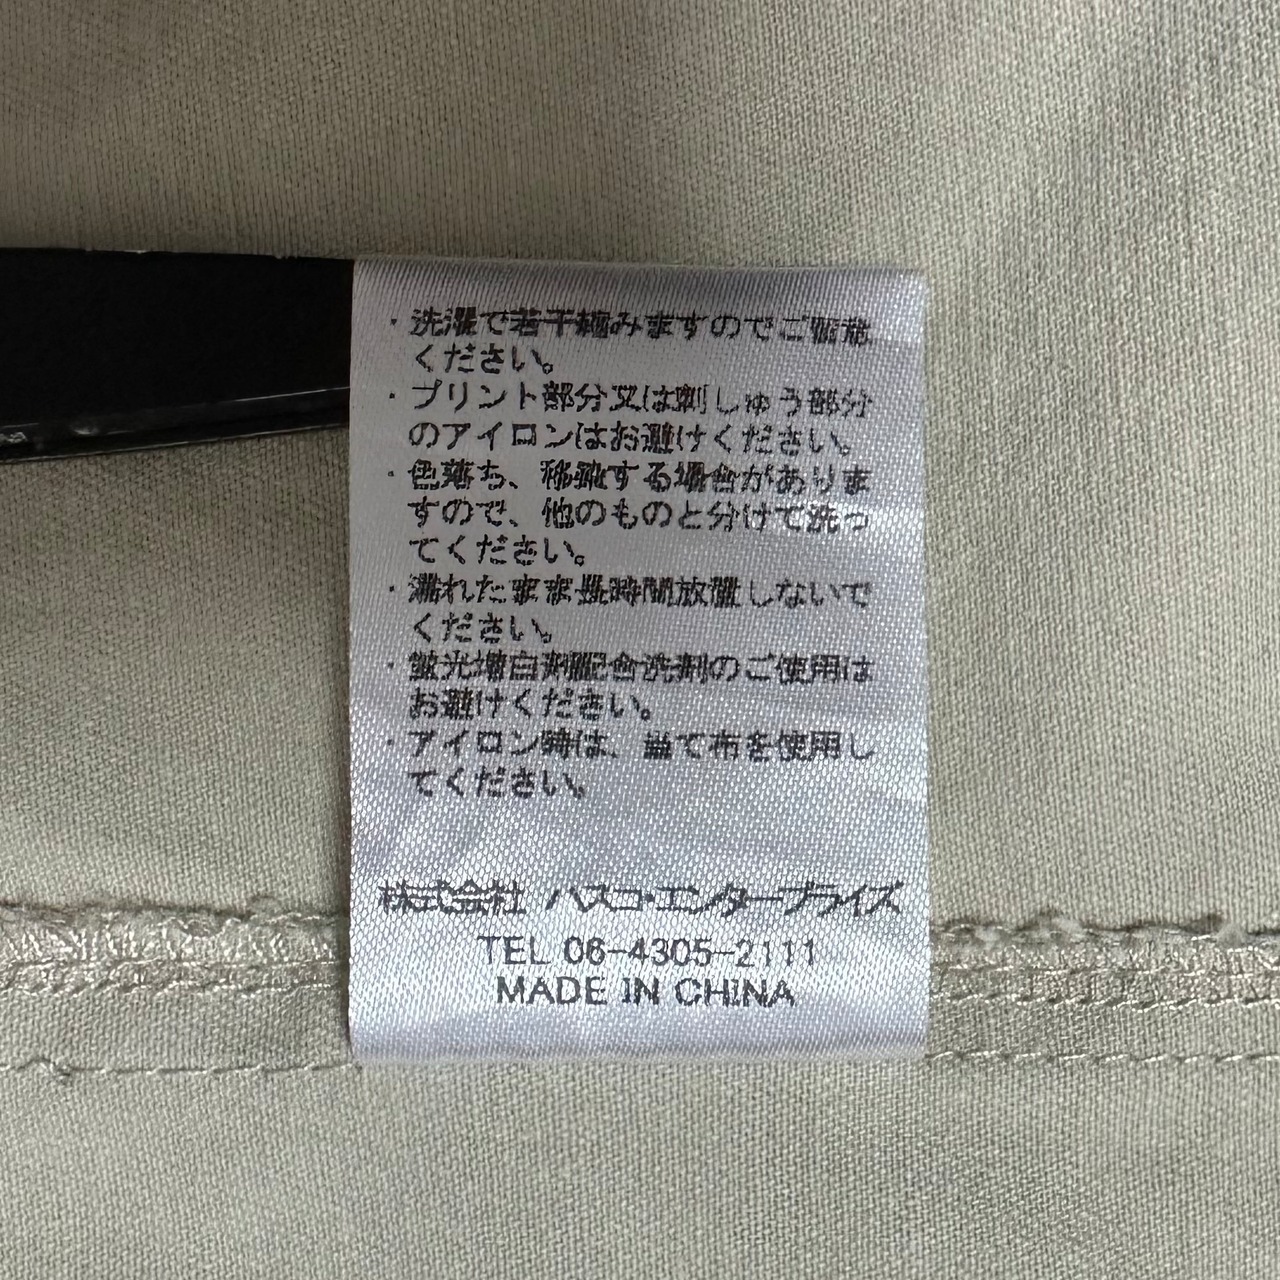 ・洗濯で若干縮みますのでご留意
ください。
・プリント部分又は刺しゅう部分
のアイロンはお避けください。
・色落ち、移染する場合がありま
すので、他のものと分けて洗っ
てください。
・濡れたまま長時間放置しないで
ください。
・蛍光増白剤配合洗剤のご使用は
お避けください。
・アイロン時は、当て布を使用し
てください。
株式会社 ハスコ・エンタープライズ
TEL 06-4305-2111
MADE IN CHINA